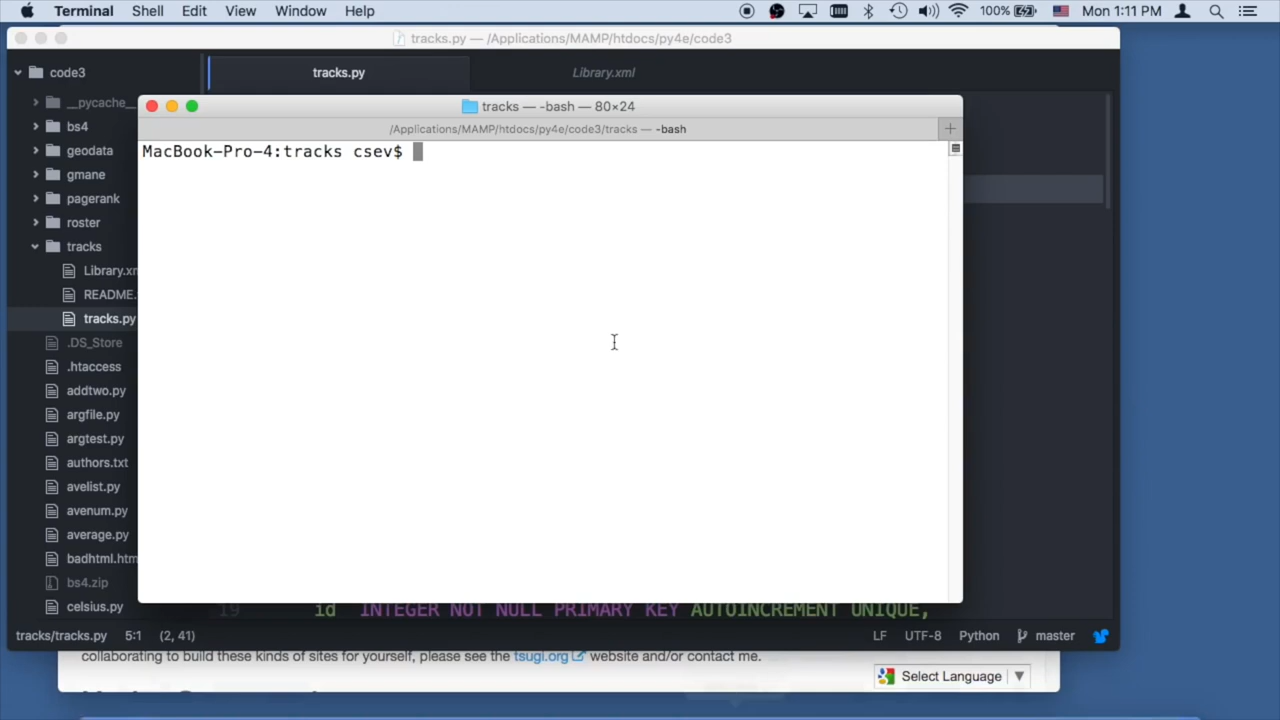 Terminal Shell Edit View Window Help 100% Mon 1:11 PM
tracks.py — /Applications/MAMP/htdocs/py4e/code3
code3 tracks.py Library.xml
__pycache__
tracks — -bash — 80×24
/Applications/MAMP/htdocs/py4e/code3/tracks — -bash
MacBook-Pro-4:tracks csev$
bs4
geodata
gmane
pagerank
roster
tracks
Library.xm
README.
tracks.py
.DS_Store
.htaccess
addtwo.py
argfile.py
argtest.py
authors.txt
avelist.py
avenum.py
average.py
badhtml.htm
bs4.zip
celsius.py
19 id INTEGER NOT NULL PRIMARY KEY AUTOINCREMENT UNIQUE,
tracks/tracks.py 5:1 (2, 41) LF UTF-8 Python master
collaborating to build these kinds of sites for yourself, please see the tsugi.org website and/or contact me.
Select Language ▼